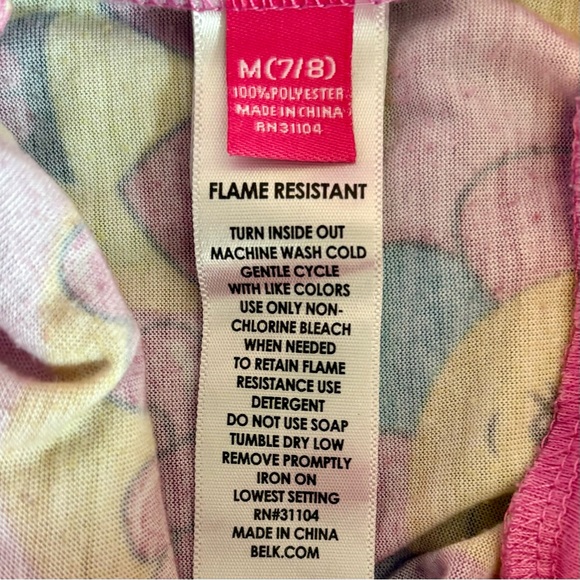 M(7/8)
100% POLYESTER
MADE IN CHINA
RN 31104
FLAME RESISTANT
TURN INSIDE OUT
MACHINE WASH COLD
GENTLE CYCLE
WITH LIKE COLORS
USE ONLY NON-
CHLORINE BLEACH
WHEN NEEDED
TO RETAIN FLAME
RESISTANCE USE
DETERGENT
DO NOT USE SOAP
TUMBLE DRY LOW
REMOVE PROMPTLY
IRON ON
LOWEST SETTING
RN#31104
MADE IN CHINA
BELK.COM